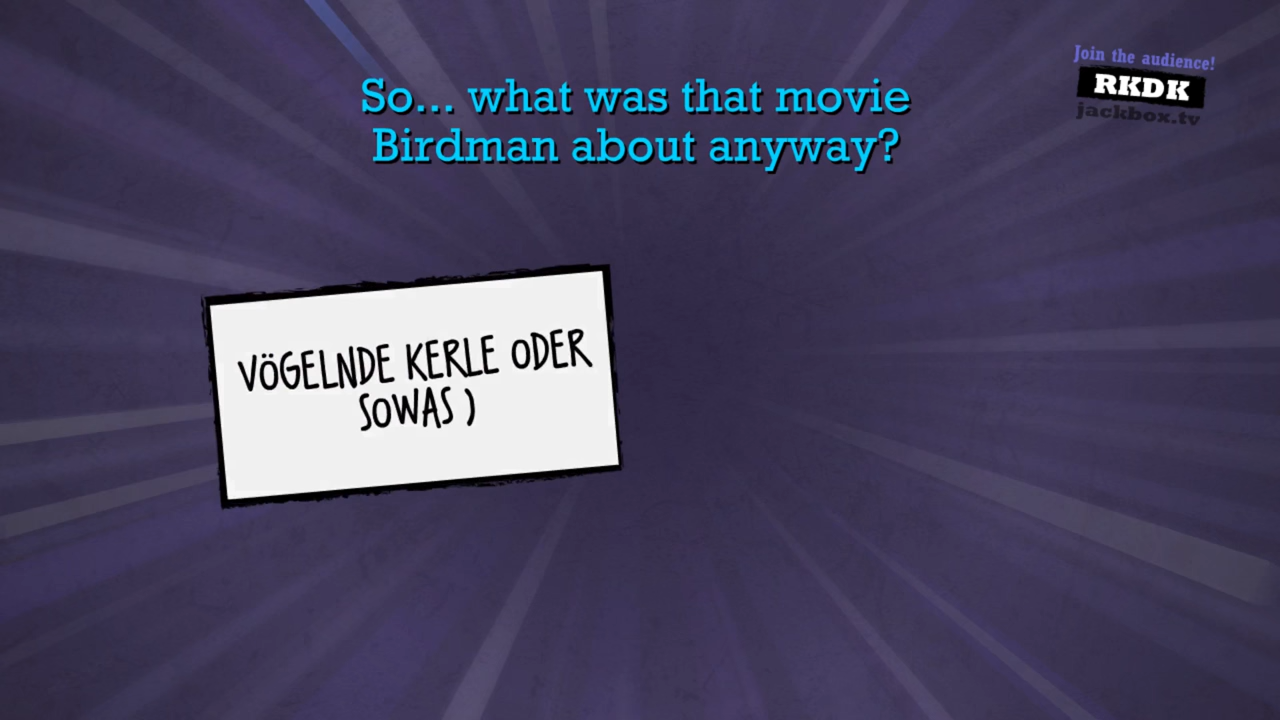 So... what was that movie
Birdman about anyway?
Join the audience!
RKDK
jackbox.tv
VÖGELNDE KERLE ODER
SOWAS )